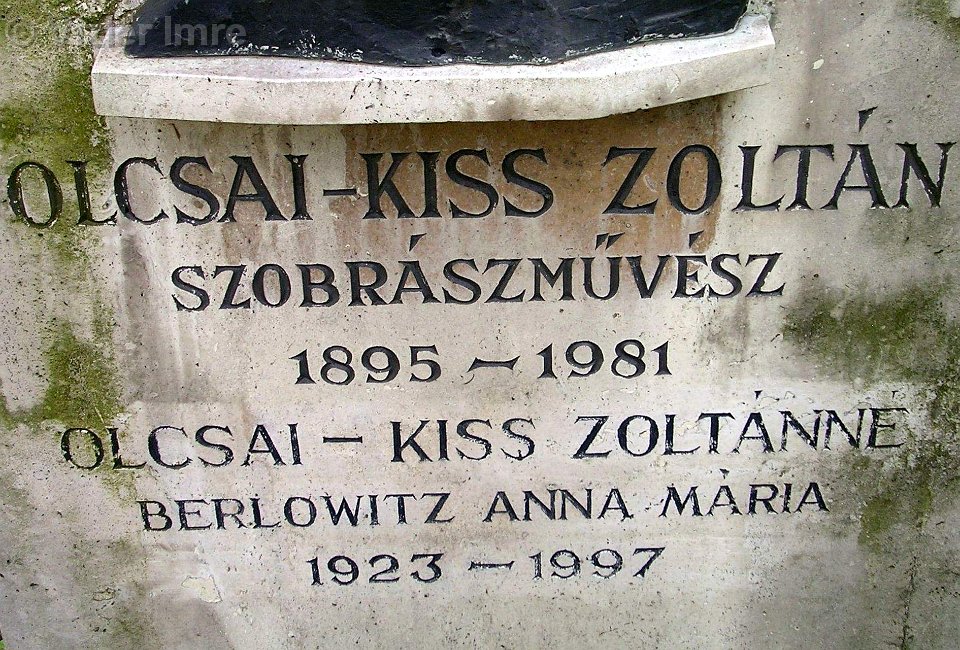 OLCSAI-KISS ZOLTÁN
SZOBRÁSZMŰVÉSZ
1895 - 1981
OLCSAI - KISS ZOLTÁNNÉ
BERLOWITZ ANNA MÁRIA
1923 - 1997